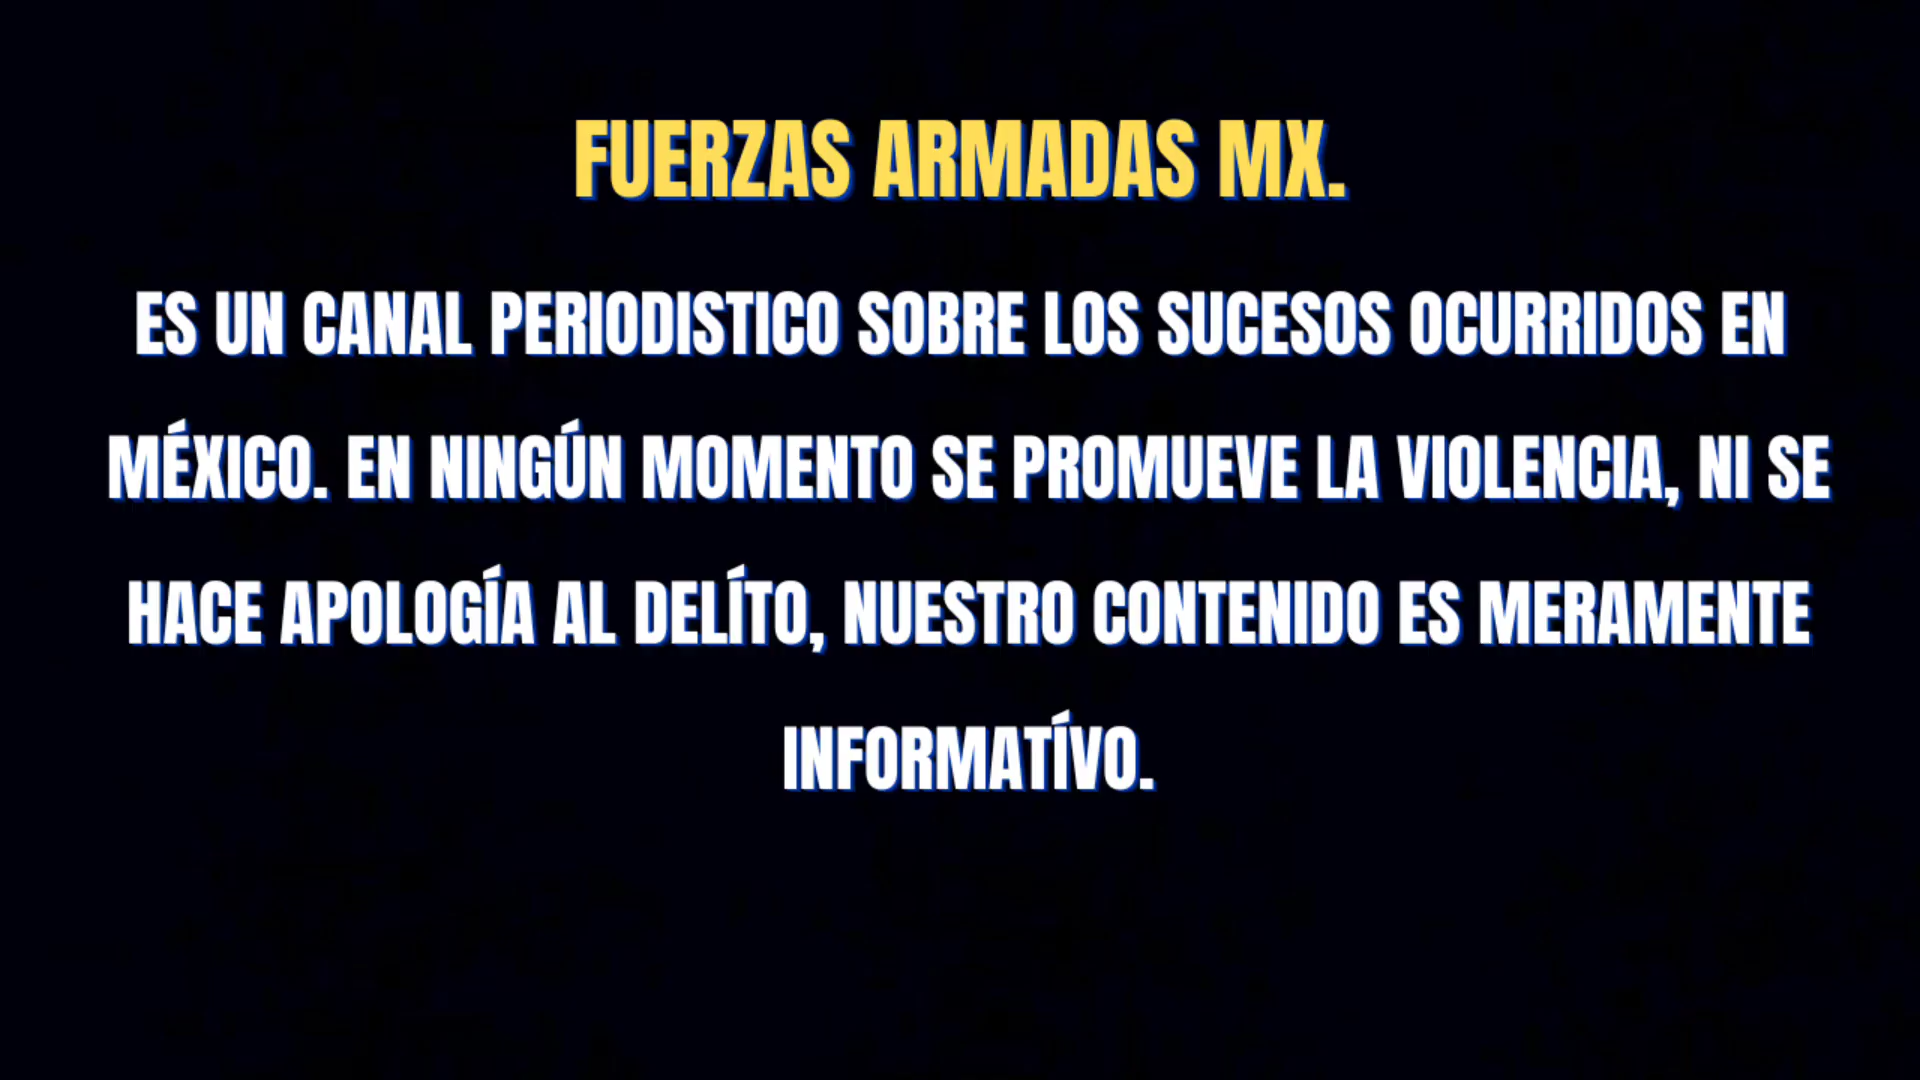 FUERZAS ARMADAS MX.
ES UN CANAL PERIODISTICO SOBRE LOS SUCESOS OCURRIDOS EN
MÉXICO. EN NINGÚN MOMENTO SE PROMUEVE LA VIOLENCIA, NI SE
HACE APOLOGÍA AL DELÍTO, NUESTRO CONTENIDO ES MERAMENTE
INFORMATÍVO.